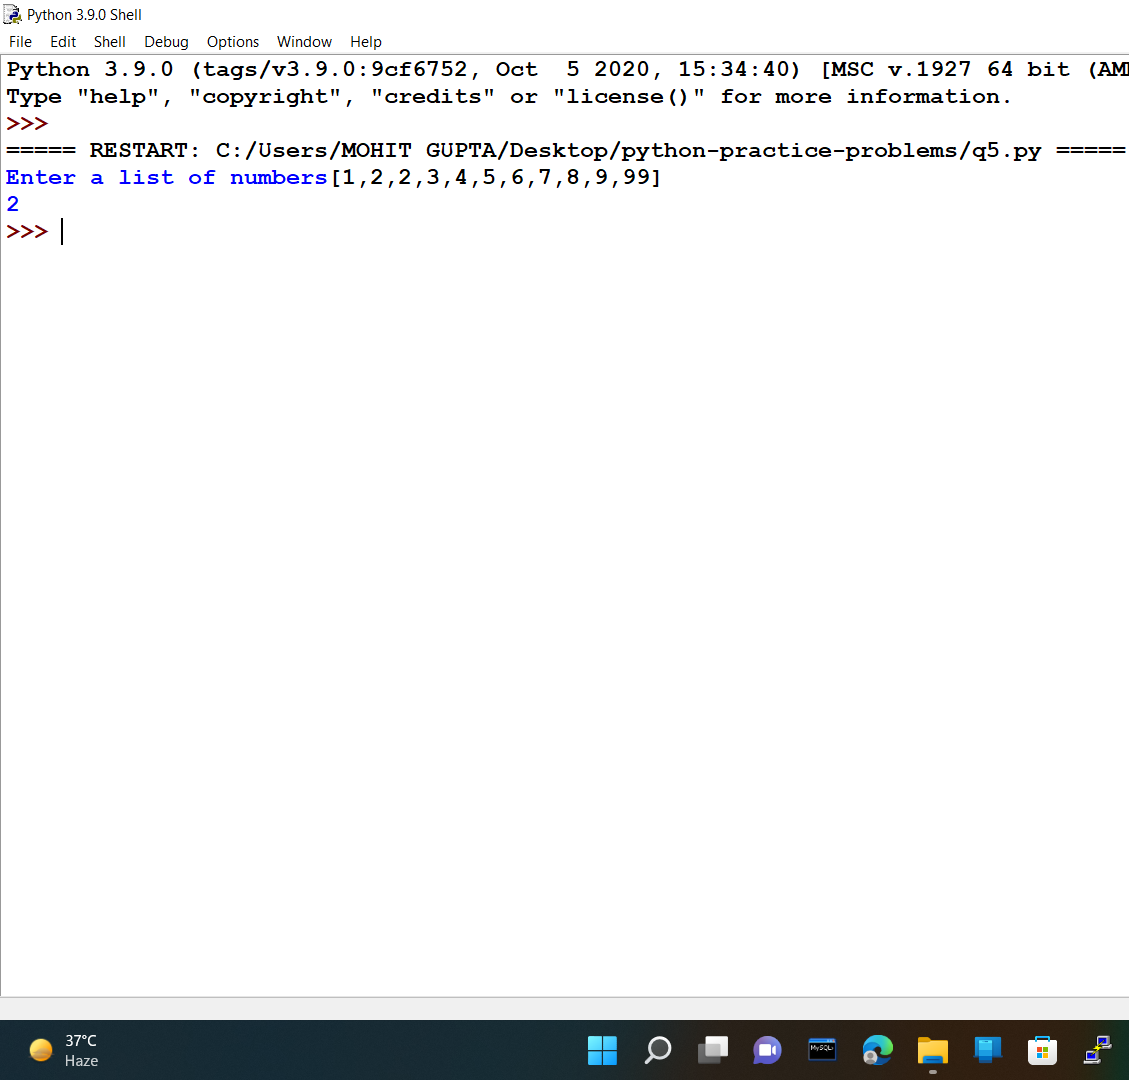 Python 3.9.0 Shell
File Edit Shell Debug Options Window Help
Python 3.9.0 (tags/v3.9.0:9cf6752, Oct  5 2020, 15:34:40) [MSC v.1927 64 bit (AMD
Type "help", "copyright", "credits" or "license()" for more information.
>>>
===== RESTART: C:/Users/MOHIT GUPTA/Desktop/python-practice-problems/q5.py =====
Enter a list of numbers[1,2,2,3,4,5,6,7,8,9,99]
2
>>>
37°C
Haze
MySQL